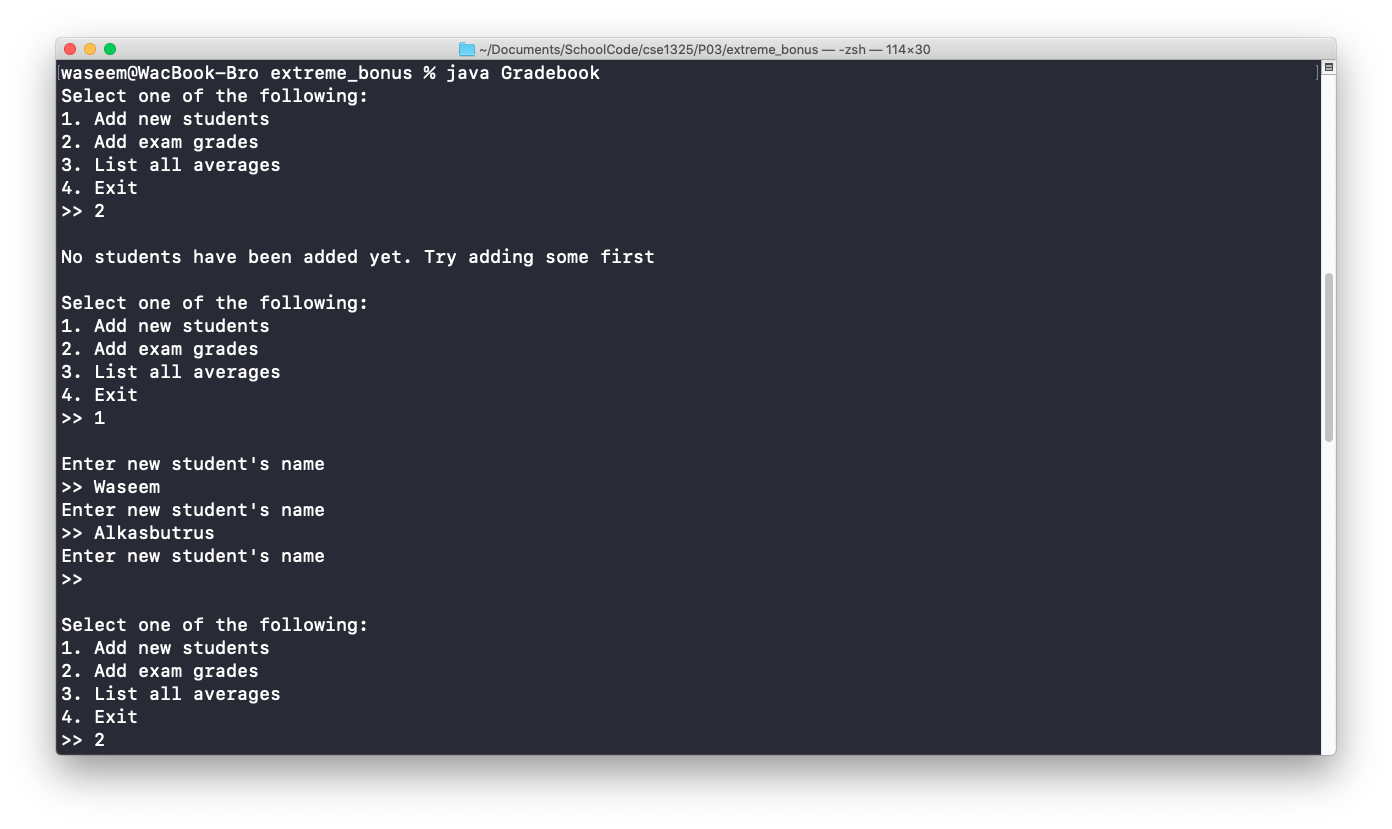 ~/Documents/SchoolCode/cse1325/P03/extreme_bonus — -zsh — 114×30
[waseem@WacBook-Bro extreme_bonus % java Gradebook ]
Select one of the following:
1. Add new students
2. Add exam grades
3. List all averages
4. Exit
>> 2
No students have been added yet. Try adding some first
Select one of the following:
1. Add new students
2. Add exam grades
3. List all averages
4. Exit
>> 1
Enter new student's name
>> Waseem
Enter new student's name
>> Alkasbutrus
Enter new student's name
>>
Select one of the following:
1. Add new students
2. Add exam grades
3. List all averages
4. Exit
>> 2